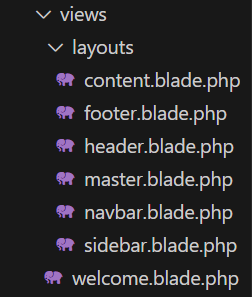 views
layouts
content.blade.php
footer.blade.php
header.blade.php
master.blade.php
navbar.blade.php
sidebar.blade.php
welcome.blade.php